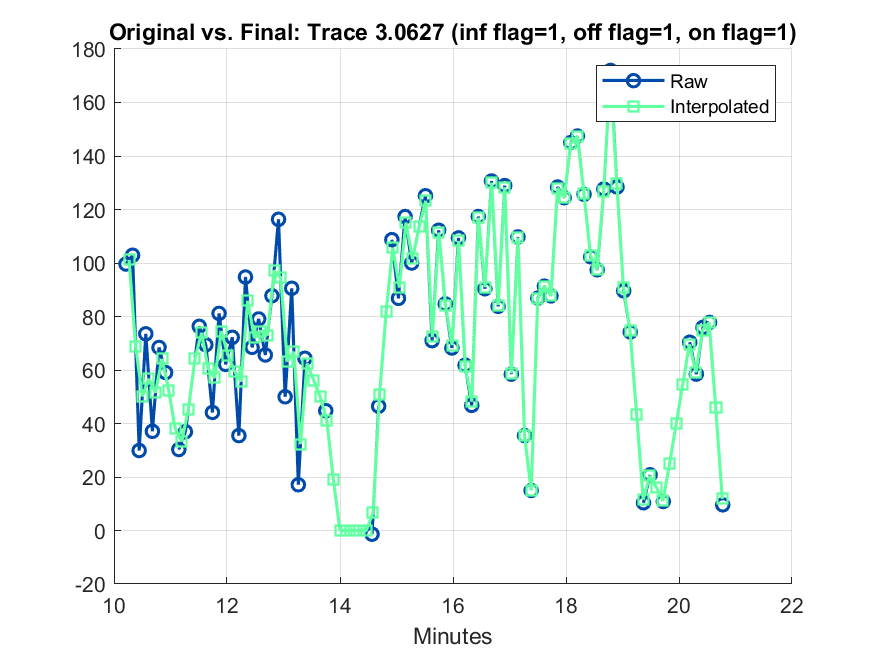 Original vs. Final: Trace 3.0627 (inf flag=1, off flag=1, on flag=1)
180
160
140
120
100
80
60
40
20
0
-20
Raw
Interpolated
10 12 14 16 18 20 22
Minutes